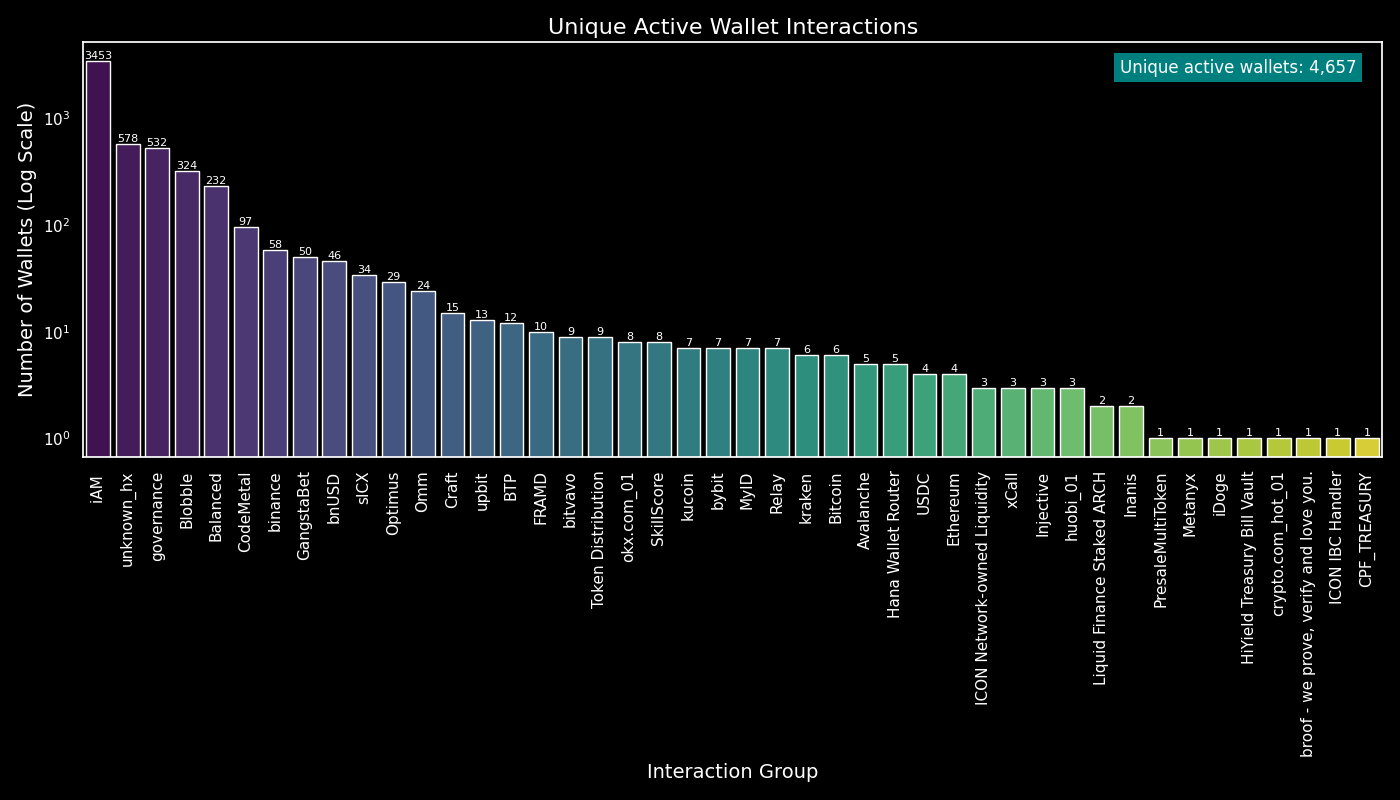 Unique Active Wallet Interactions
Unique active wallets: 4,657
Number of Wallets (Log Scale)
10³
10²
10¹
10⁰
3453
578
532
324
232
97
58
50
46
34
29
24
15
13
12
10
9
9
8
8
7
7
7
7
6
6
5
5
4
4
3
3
3
3
2
2
1
1
1
1
1
1
1
1
iAM
unknown_hx
governance
Blobble
Balanced
CodeMetal
binance
GangstaBet
bnUSD
sICX
Optimus
Omm
Craft
upbit
BTP
FRAMD
bitvavo
Token Distribution
okx.com_01
SkillScore
kucoin
bybit
MyID
Relay
kraken
Bitcoin
Avalanche
Hana Wallet Router
USDC
Ethereum
ICON Network-owned Liquidity
xCall
Injective
huobi_01
Liquid Finance Staked ARCH
Inanis
PresaleMultiToken
Metanyx
iDoge
HiYield Treasury Bill Vault
crypto.com_hot_01
broof - we prove, verify and love you.
ICON IBC Handler
CPF_TREASURY
Interaction Group